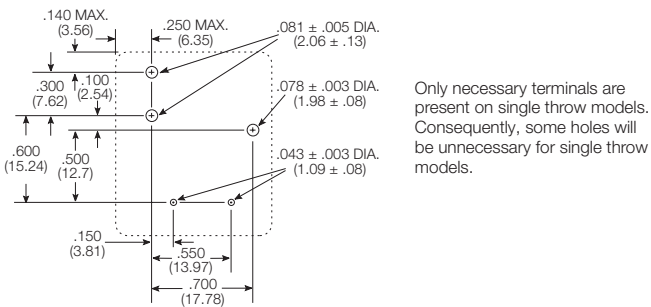 .140 MAX.
(3.56)
.250 MAX.
(6.35)
.081 ± .005 DIA.
(2.06 ± .13)
.300
(7.62)
.100
(2.54)
.078 ± .003 DIA.
(1.98 ± .08)
.600
(15.24)
.500
(12.7)
.043 ± .003 DIA.
(1.09 ± .08)
.150
(3.81)
.550
(13.97)
.700
(17.78)
Only necessary terminals are
present on single throw models.
Consequently, some holes will
be unnecessary for single throw
models.